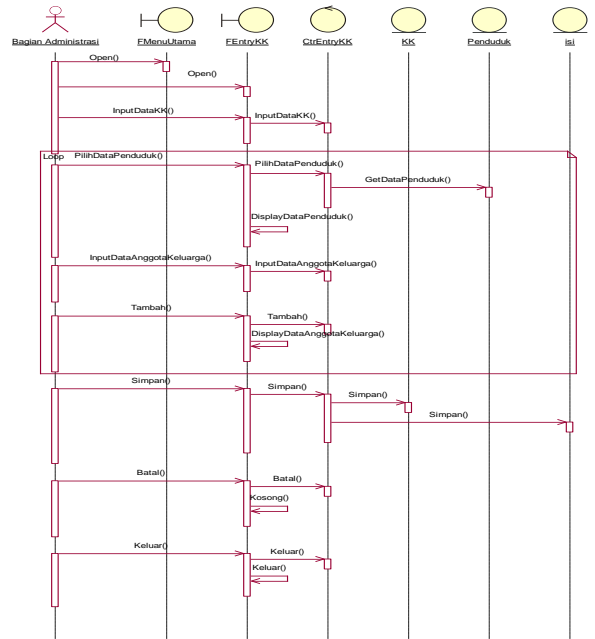 Bagian Administrasi FMenuUtama FEntryKK CtrEntryKK KK Penduduk isi
Open()
Open()
InputDataKK() InputDataKK()
Loop PilihDataPenduduk() PilihDataPenduduk()
GetDataPenduduk()
DisplayDataPenduduk()
InputDataAnggotaKeluarga() InputDataAnggotaKeluarga()
Tambah() Tambah()
DisplayDataAnggotaKeluarga()
Simpan() Simpan() Simpan()
Simpan()
Batal() Batal()
Kosong()
Keluar() Keluar()
Keluar()